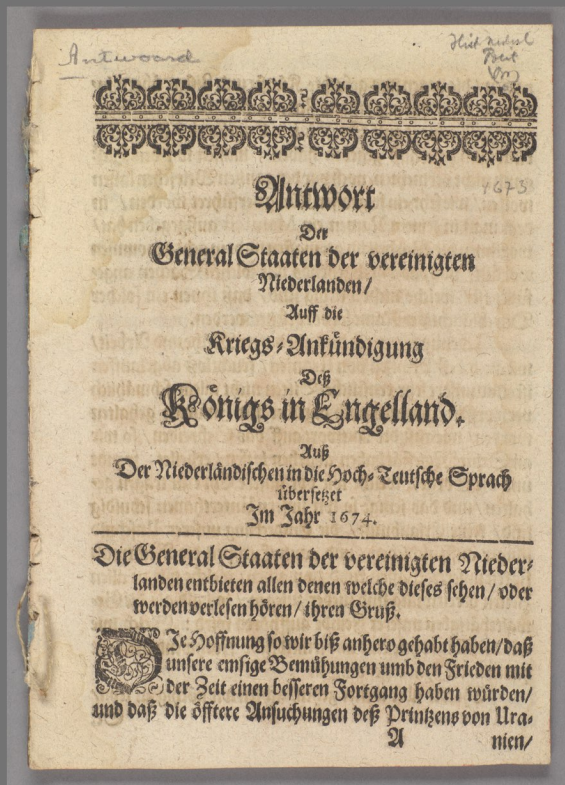 Antwoord
1673
Antwort
Der
General Staaten der vereinigten
Niederlanden/
Auff die
Kriegs-Ankündigung
Deß
Königs in Engelland.
Auß
Der Niederländischen in die Hoch-Teutsche Sprach
übersetzet
Im Jahr 1674.
Die General Staaten der vereinigten Nieder-
landen entbieten allen denen welche dieses sehen/ oder
werden verlesen hören/ ihren Gruß.
DJe Hoffnung so wir biß anhero gehabt haben/ daß
unsere emsige Bemühungen umb den Frieden mit
der Zeit einen besseren Fortgang haben würden/
und daß die öfftere Ansuchungen deß Printzens von Ura-
A nien/